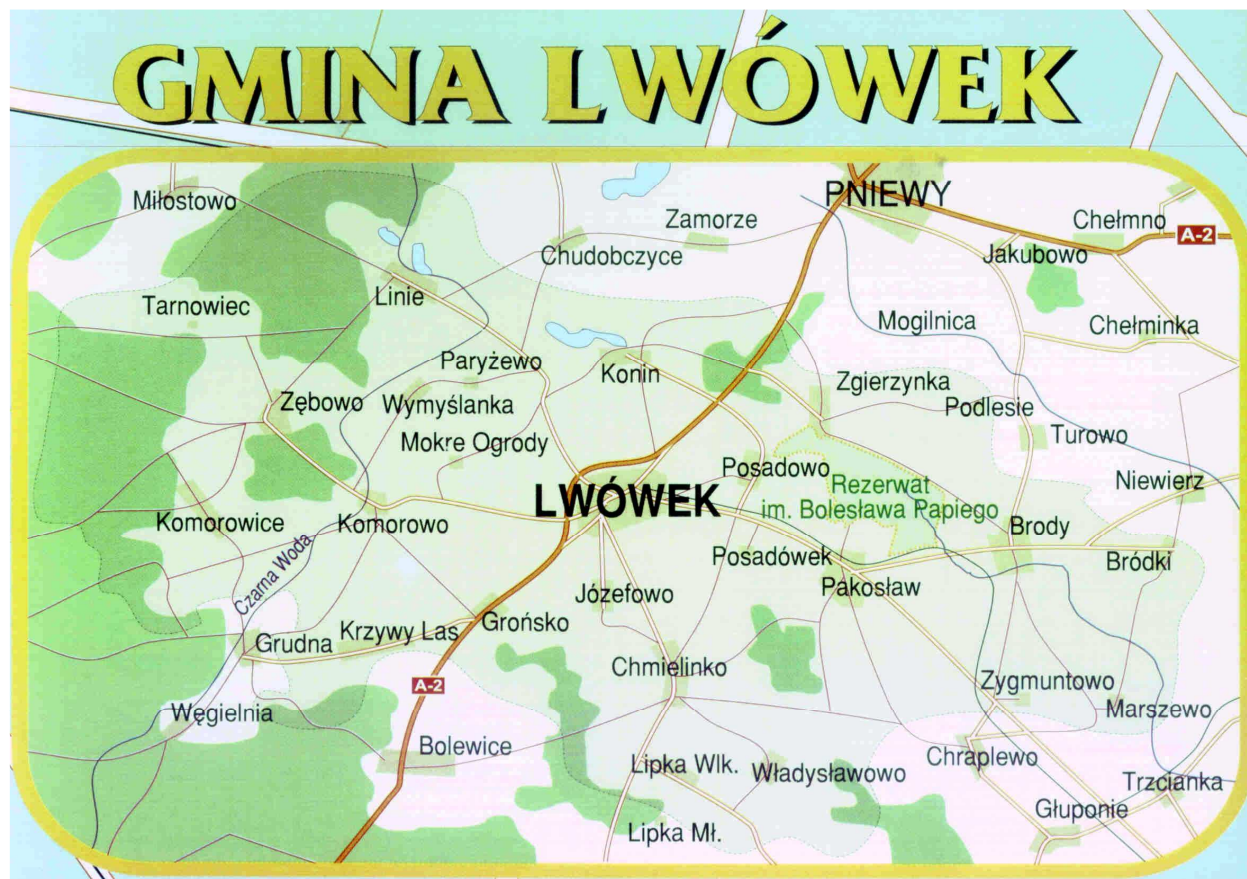 GMINA LWÓWEK
Miłostowo
Zamorze
PNIEWY
Chełmno
A-2
Chudobczyce
Jakubowo
Tarnowiec
Linie
Mogilnica
Chełminka
Paryżewo
Konin
Zgierzynka
Zębowo
Wymyślanka
Podlesie
Mokre Ogrody
Turowo
Posadowo
Niewierz
LWÓWEK
Rezerwat
im. Bolesława Papiego
Komorowice
Komorowo
Brody
Czarna Woda
Posadówek
Bródki
Józefowo
Pakosław
Grudna
Krzywy Las
Grońsko
Chmielinko
A-2
Zygmuntowo
Węgielnia
Marszewo
Bolewice
Lipka Wlk.
Władysławowo
Chraplewo
Trzcianka
Głuponie
Lipka Mł.